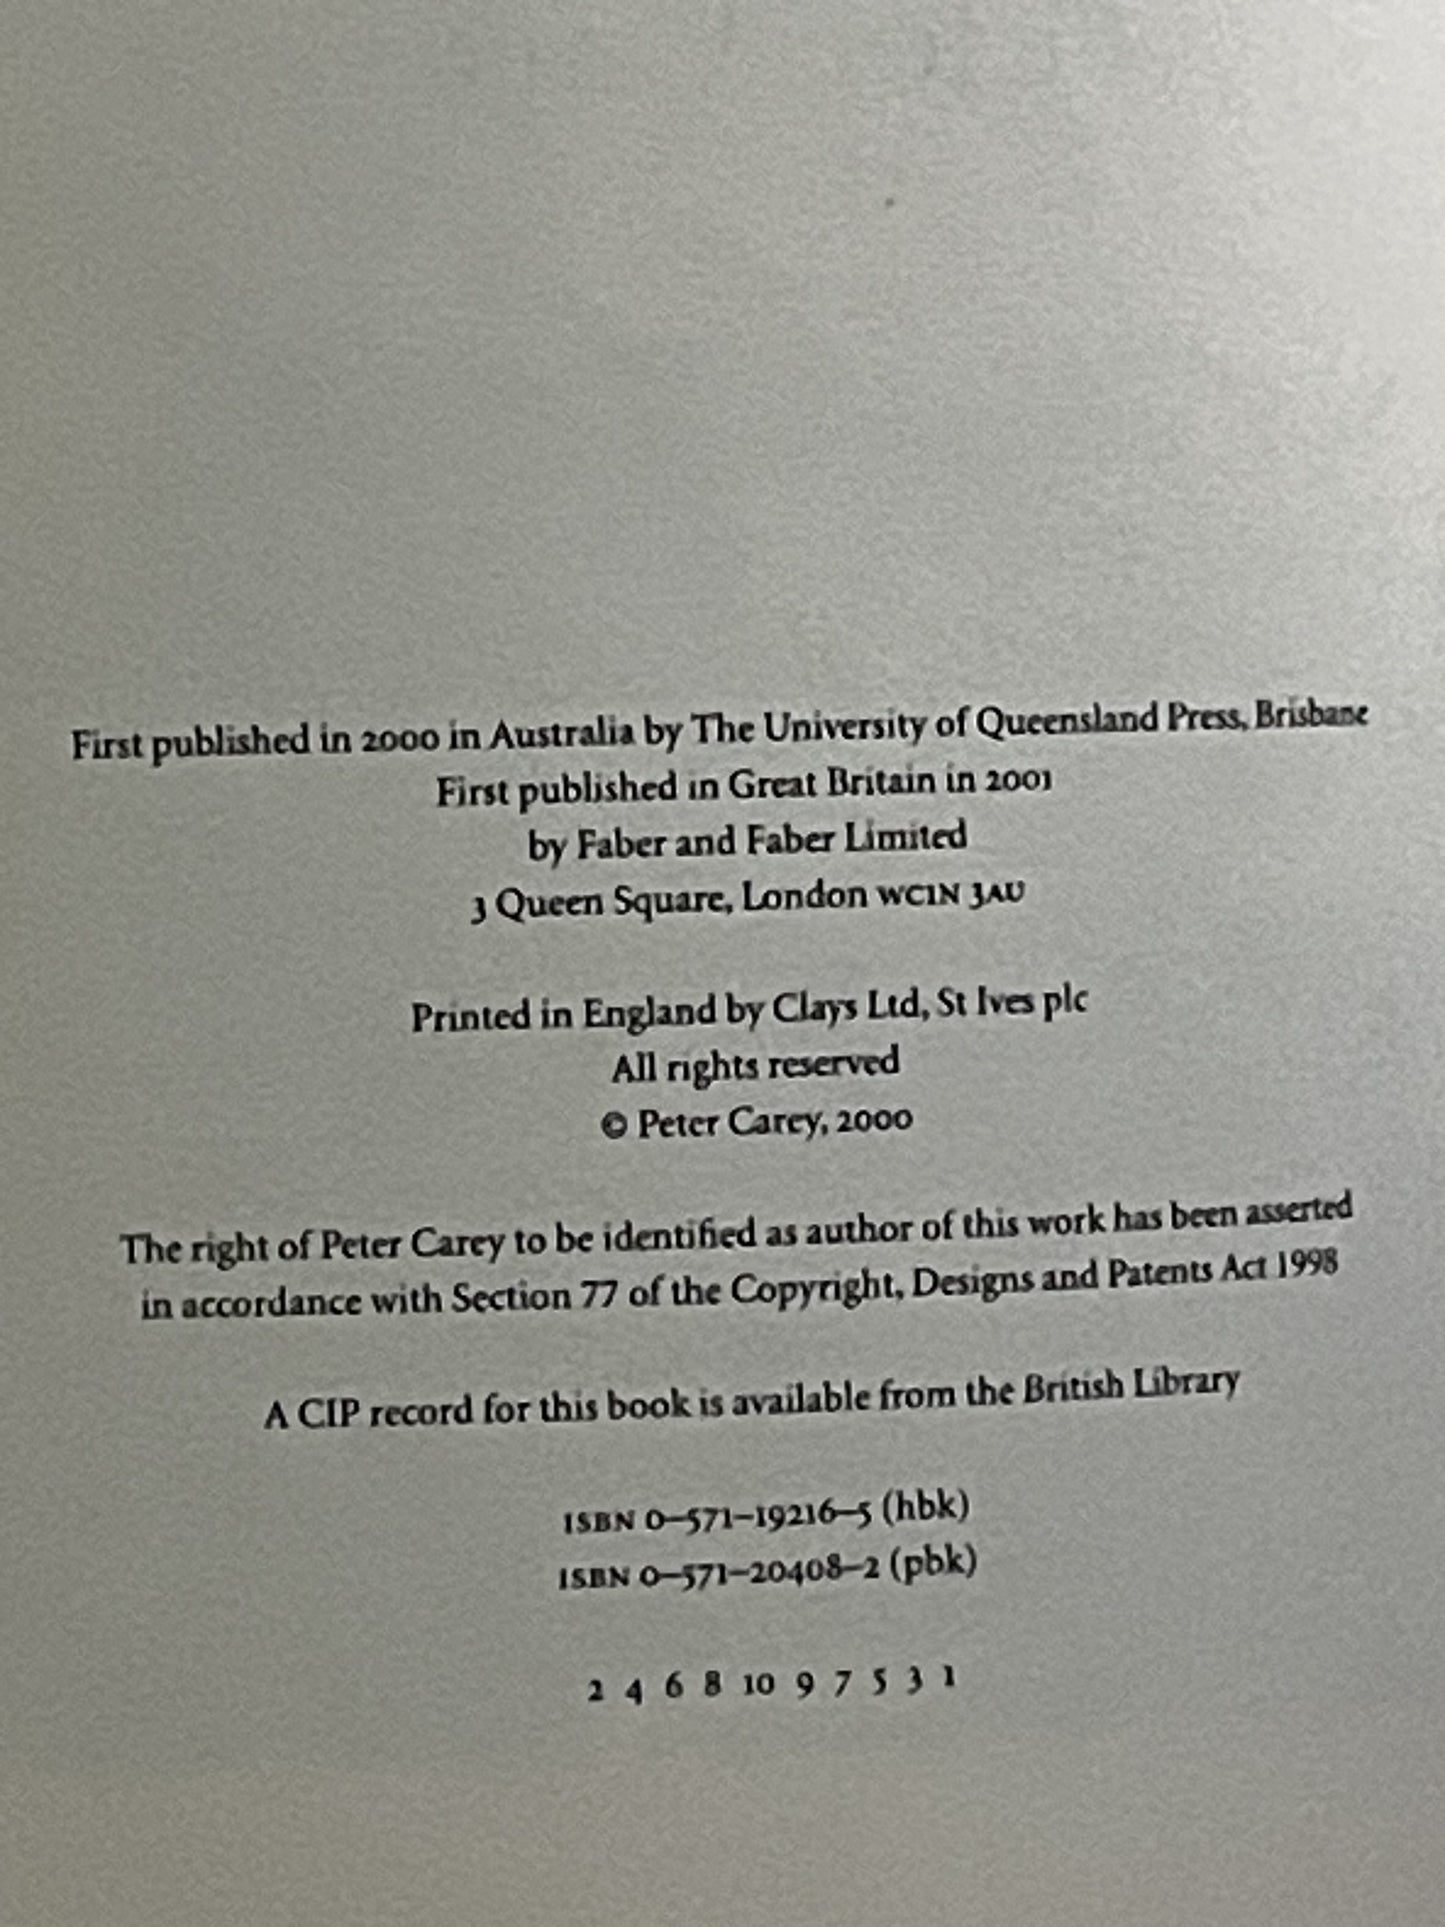 First published in 2000 in Australia by The University of Queensland Press, Brisbane
First published in Great Britain in 2001
by Faber and Faber Limited
3 Queen Square, London WC1N 3AU
Printed in England by Clays Ltd, St Ives plc
All rights reserved
© Peter Carey, 2000
The right of Peter Carey to be identified as author of this work has been asserted
in accordance with Section 77 of the Copyright, Designs and Patents Act 1998
A CIP record for this book is available from the British Library
ISBN 0–571–19216–5 (hbk)
ISBN 0–571–20408–2 (pbk)
2 4 6 8 10 9 7 5 3 1